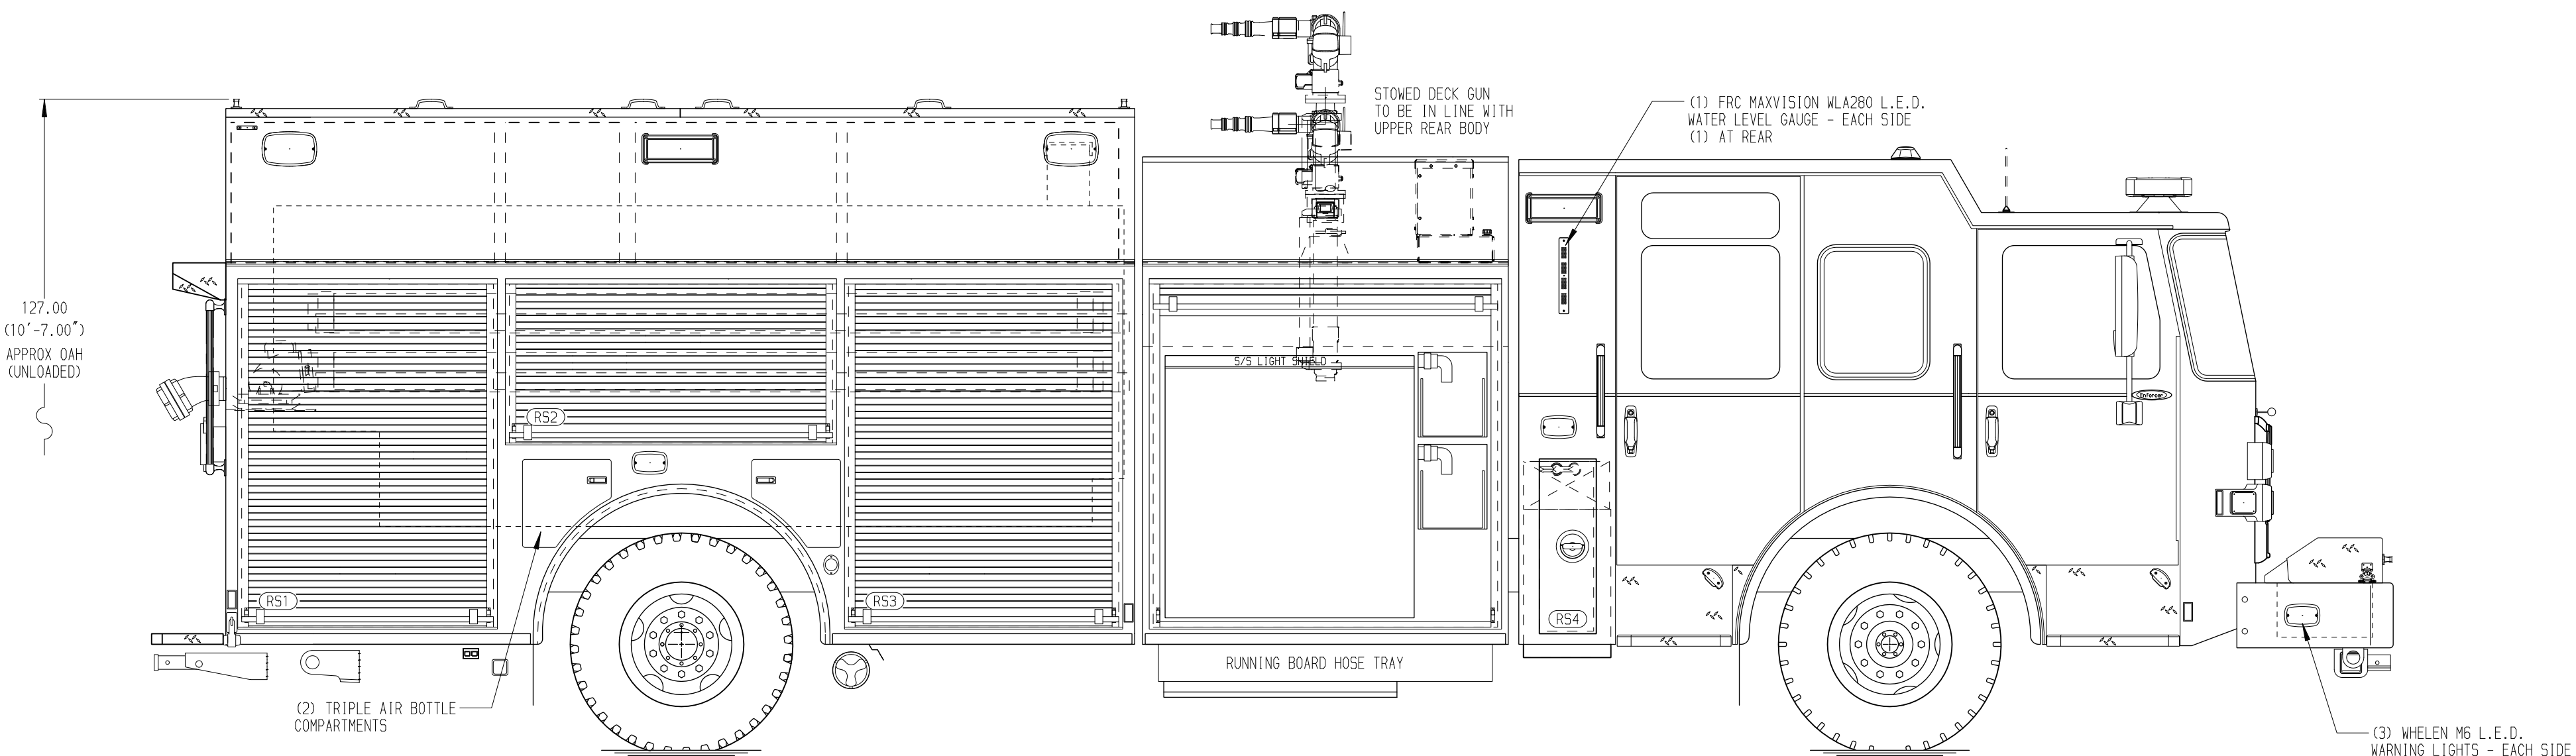 STOWED DECK GUN
TO BE IN LINE WITH
UPPER REAR BODY
(1) FRC MAXVISION WLA280 L.E.D.
WATER LEVEL GAUGE - EACH SIDE
(1) AT REAR
127.00
(10'-7.00")
APPROX OAH
(UNLOADED)
S/S LIGHT SHIELD
Enforcer
RS2
RS1
RS3
RS4
RUNNING BOARD HOSE TRAY
(2) TRIPLE AIR BOTTLE
COMPARTMENTS
(3) WHELEN M6 L.E.D.
WARNING LIGHTS - EACH SIDE